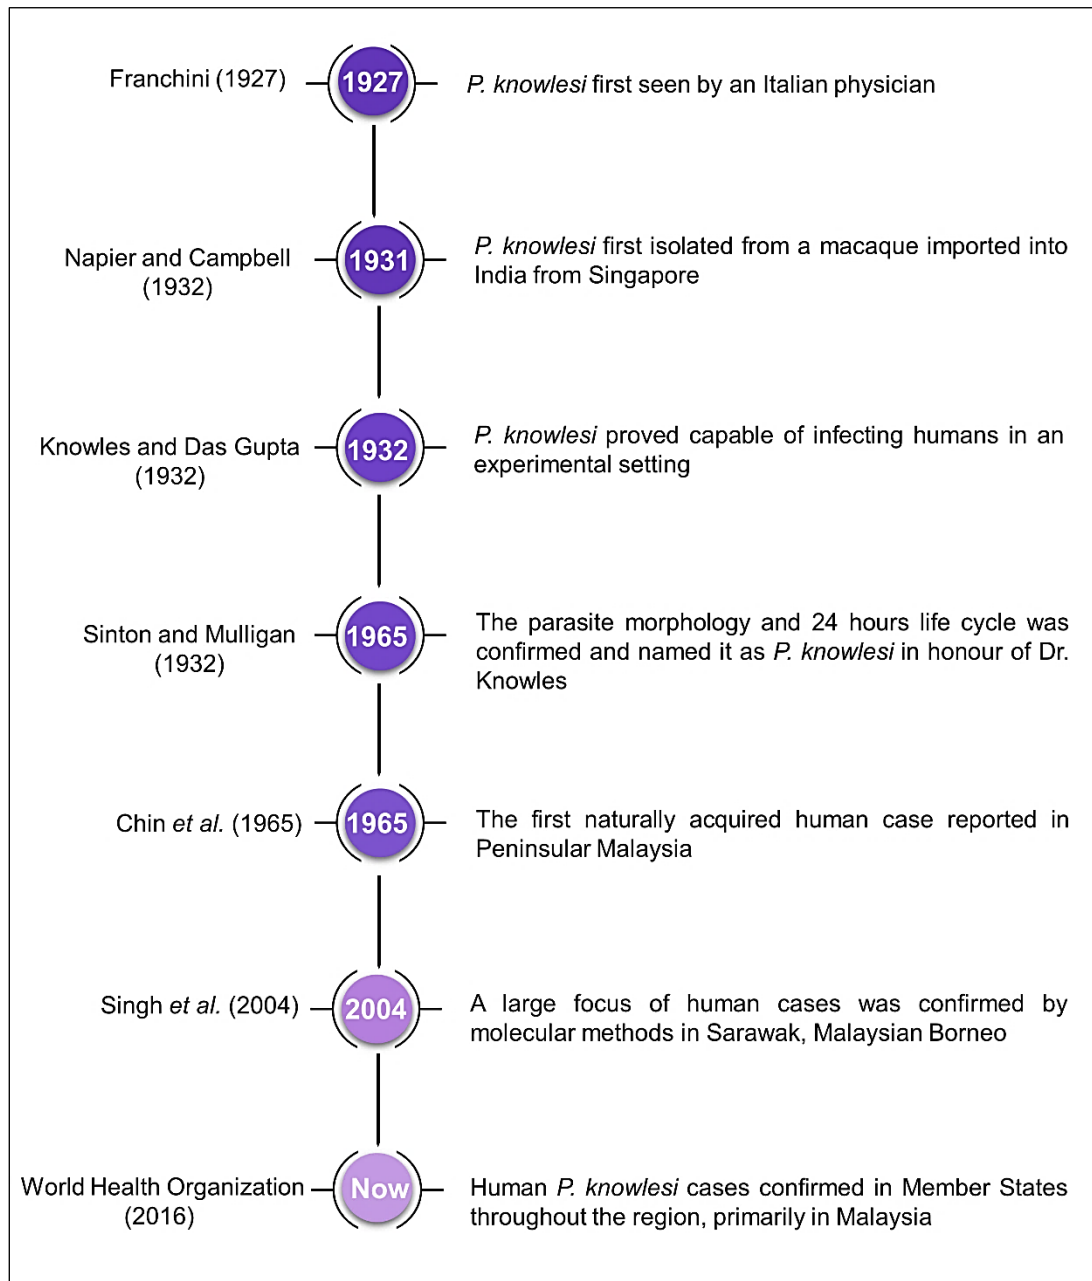 Franchini (1927)
1927
P. knowlesi first seen by an Italian physician
Napier and Campbell
(1932)
1931
P. knowlesi first isolated from a macaque imported into
India from Singapore
Knowles and Das Gupta
(1932)
1932
P. knowlesi proved capable of infecting humans in an
experimental setting
Sinton and Mulligan
(1932)
1965
The parasite morphology and 24 hours life cycle was
confirmed and named it as P. knowlesi in honour of Dr.
Knowles
Chin et al. (1965)
1965
The first naturally acquired human case reported in
Peninsular Malaysia
Singh et al. (2004)
2004
A large focus of human cases was confirmed by
molecular methods in Sarawak, Malaysian Borneo
World Health Organization
(2016)
Now
Human P. knowlesi cases confirmed in Member States
throughout the region, primarily in Malaysia